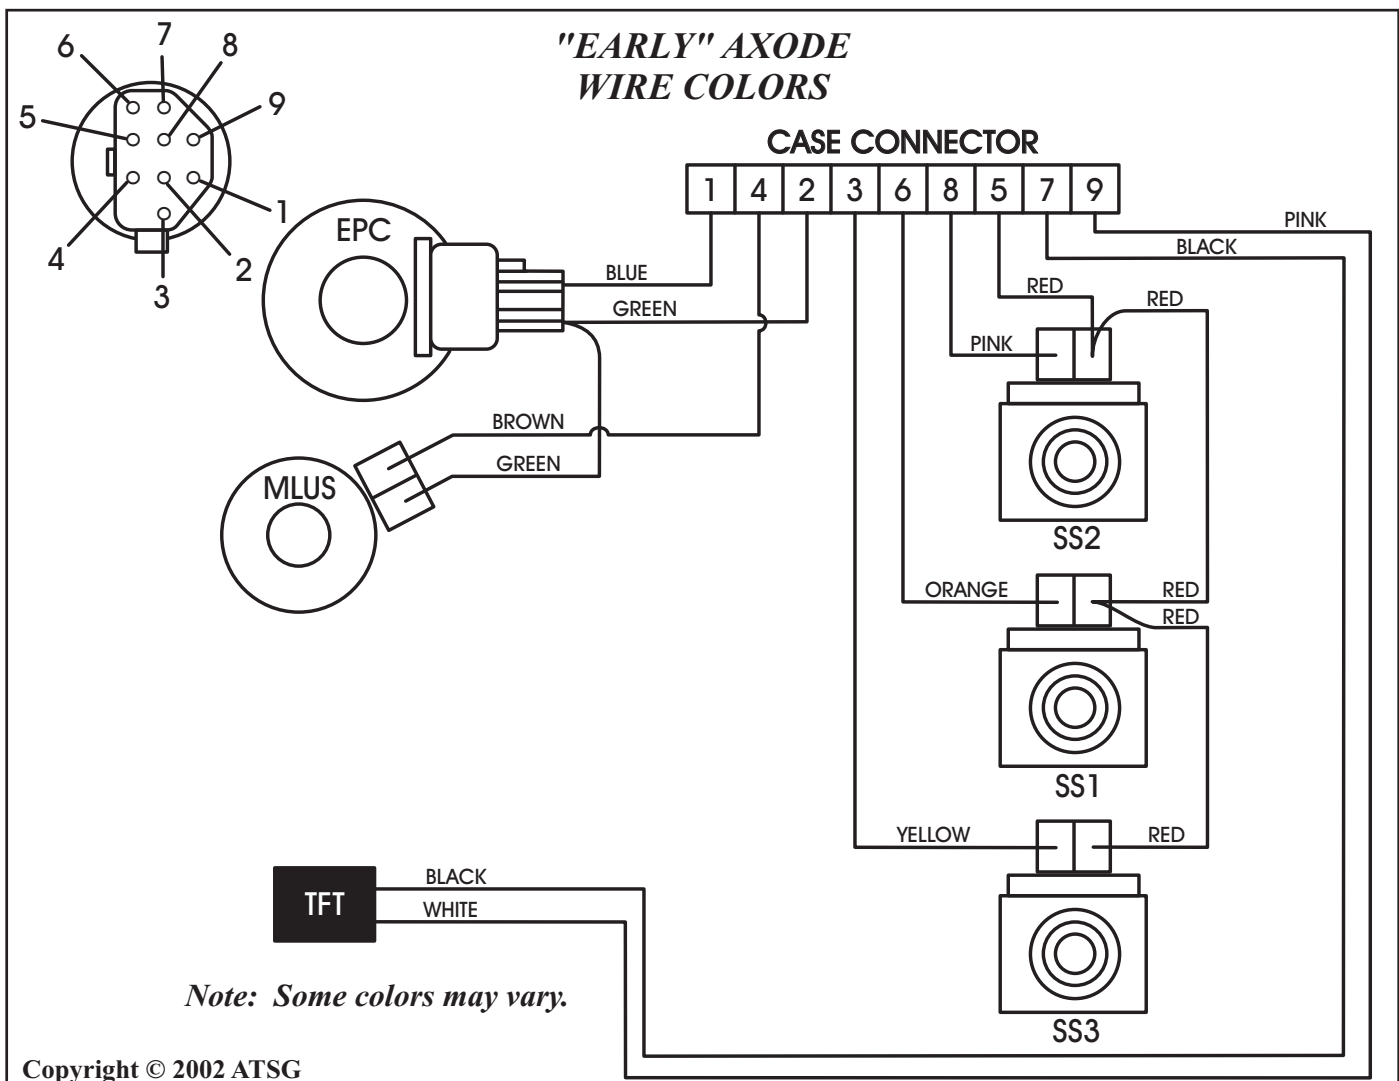 "EARLY" AXODE
WIRE COLORS
6
7
8
9
5
4
3
2
1
CASE CONNECTOR
1 4 2 3 6 8 5 7 9
PINK
BLACK
EPC
BLUE
GREEN
RED
RED
PINK
BROWN
GREEN
MLUS
SS2
ORANGE
RED
RED
SS1
YELLOW
RED
SS3
TFT
BLACK
WHITE
Note: Some colors may vary.
Copyright © 2002 ATSG